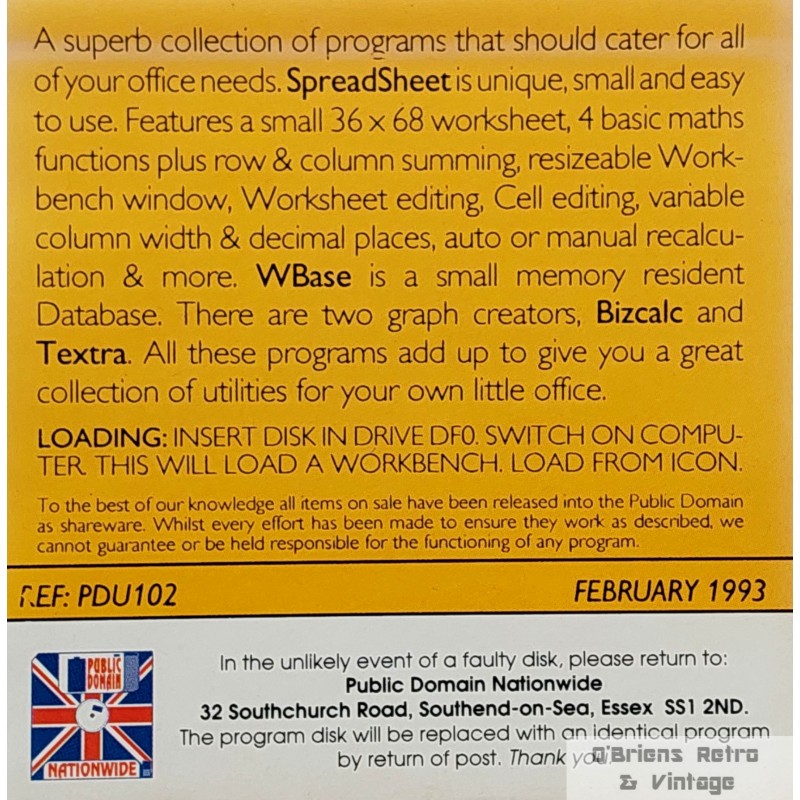 A superb collection of programs that should cater for all
of your office needs. SpreadSheet is unique, small and easy
to use. Features a small 36 x 68 worksheet, 4 basic maths
functions plus row & column summing, resizeable Work-
bench window, Worksheet editing, Cell editing, variable
column width & decimal places, auto or manual recalcu-
lation & more. WBase is a small memory resident
Database. There are two graph creators, Bizcalc and
Textra. All these programs add up to give you a great
collection of utilities for your own little office.
LOADING: INSERT DISK IN DRIVE DF0. SWITCH ON COMPU-
TER. THIS WILL LOAD A WORKBENCH. LOAD FROM ICON.
To the best of our knowledge all items on sale have been released into the Public Domain
as shareware. Whilst every effort has been made to ensure they work as described, we
cannot guarantee or be held responsible for the functioning of any program.
REF: PDU102
FEBRUARY 1993
PUBLIC
DOMAIN
NATIONWIDE
In the unlikely event of a faulty disk, please return to:
Public Domain Nationwide
32 Southchurch Road, Southend-on-Sea, Essex SS1 2ND.
The program disk will be replaced with an identical program
by return of post. Thank you.
O'Briens Retro
& Vintage